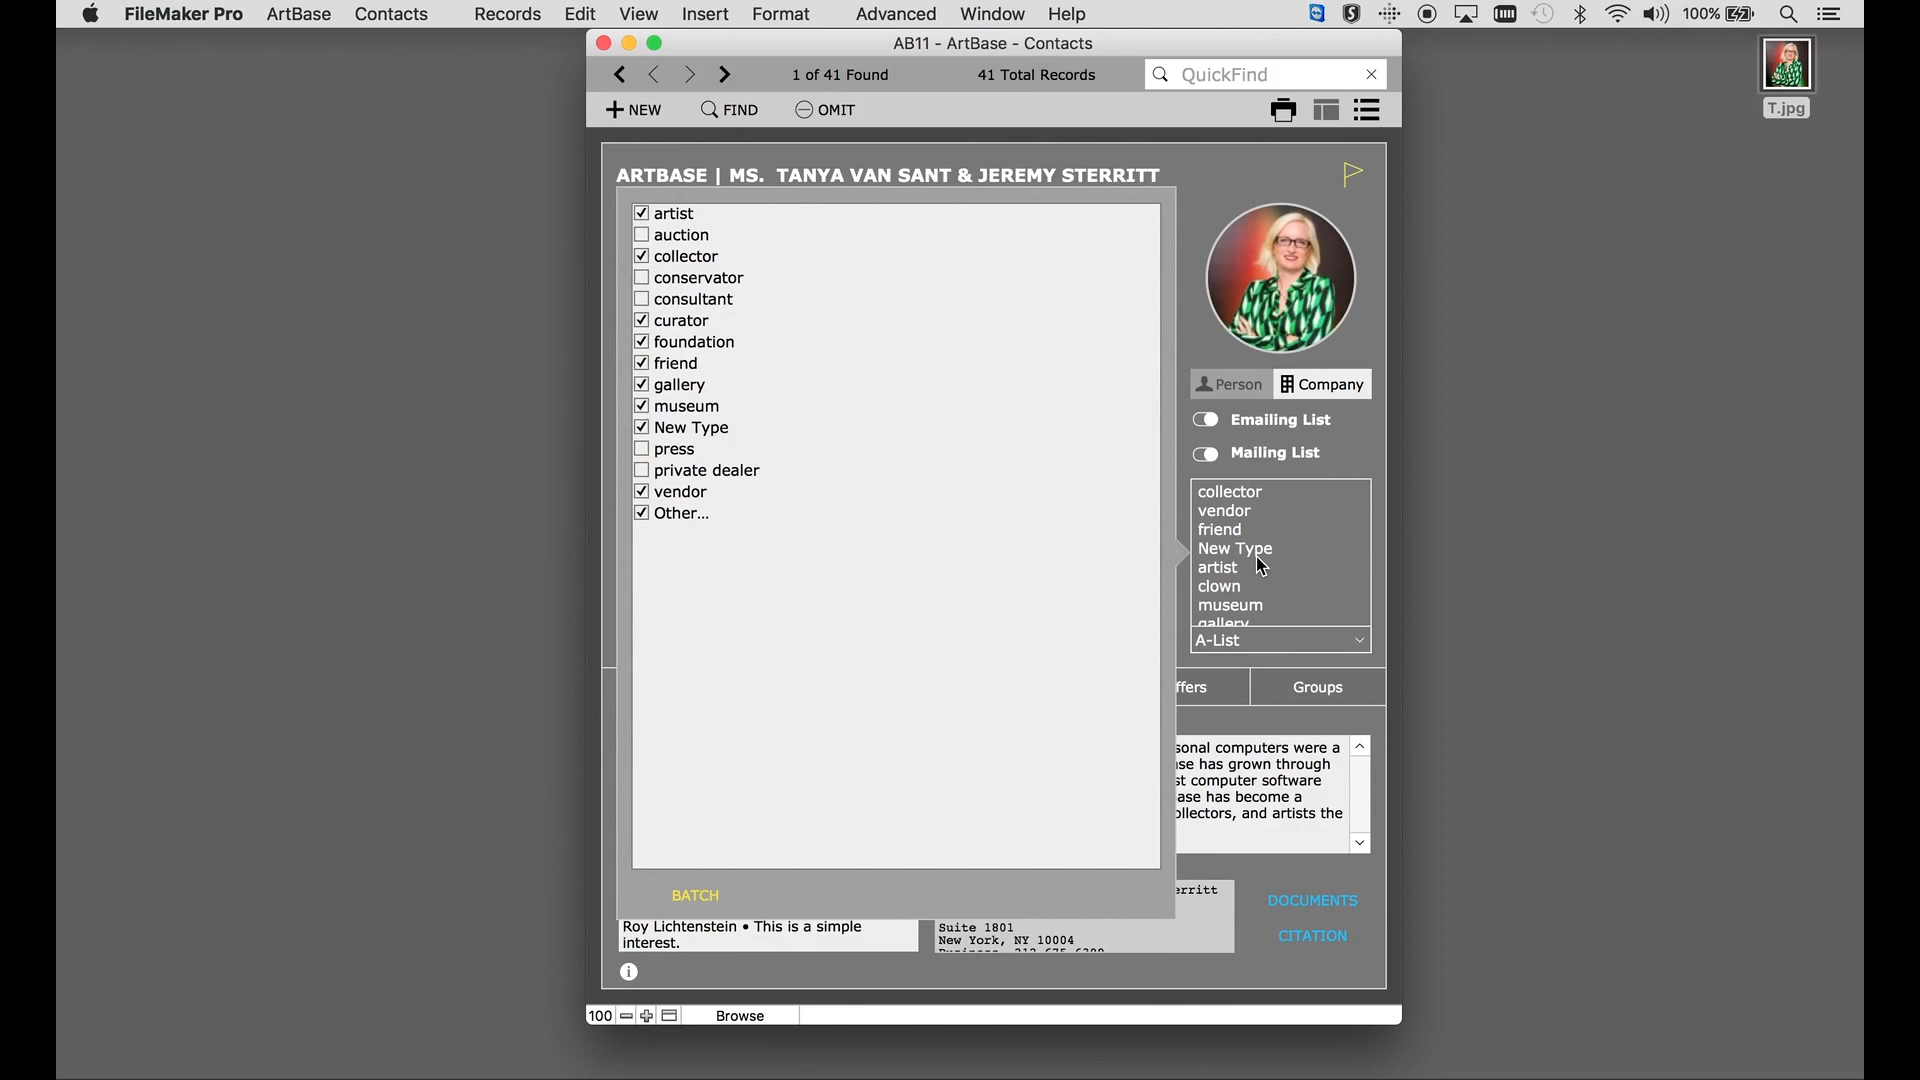 FileMaker Pro ArtBase Contacts Records Edit View Insert Format Advanced Window Help 100%
AB11 - ArtBase - Contacts
1 of 41 Found 41 Total Records QuickFind
T.jpg
NEW FIND OMIT
ARTBASE | MS. TANYA VAN SANT & JEREMY STERRITT
artist
auction
collector
conservator
consultant
curator
foundation
friend
gallery
museum
New Type
press
private dealer
vendor
Other...
BATCH
Person Company
Emailing List
Mailing List
collector
vendor
friend
New Type
artist
clown
museum
gallery
A-List
ffers Groups
sonal computers were a
se has grown through
st computer software
ase has become a
ollectors, and artists the
erritt
DOCUMENTS
Roy Lichtenstein • This is a simple
interest.
Suite 1801
New York, NY 10004
CITATION
100 Browse